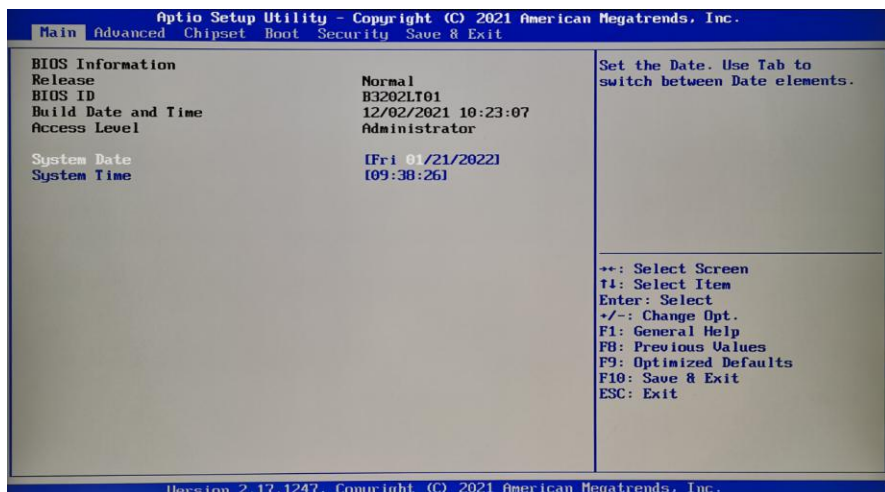 Aptio Setup Utility - Copyright (C) 2021 American Megatrends, Inc.
Main Advanced Chipset Boot Security Save & Exit
BIOS Information
Release Normal
BIOS ID B3202LT01
Build Date and Time 12/02/2021 10:23:07
Access Level Administrator
System Date [Fri 01/21/2022]
System Time [09:38:26]
Set the Date. Use Tab to
switch between Date elements.
→←: Select Screen
↑↓: Select Item
Enter: Select
+/-: Change Opt.
F1: General Help
F8: Previous Values
F9: Optimized Defaults
F10: Save & Exit
ESC: Exit
Version 2.17.1247. Copyright (C) 2021 American Megatrends, Inc.